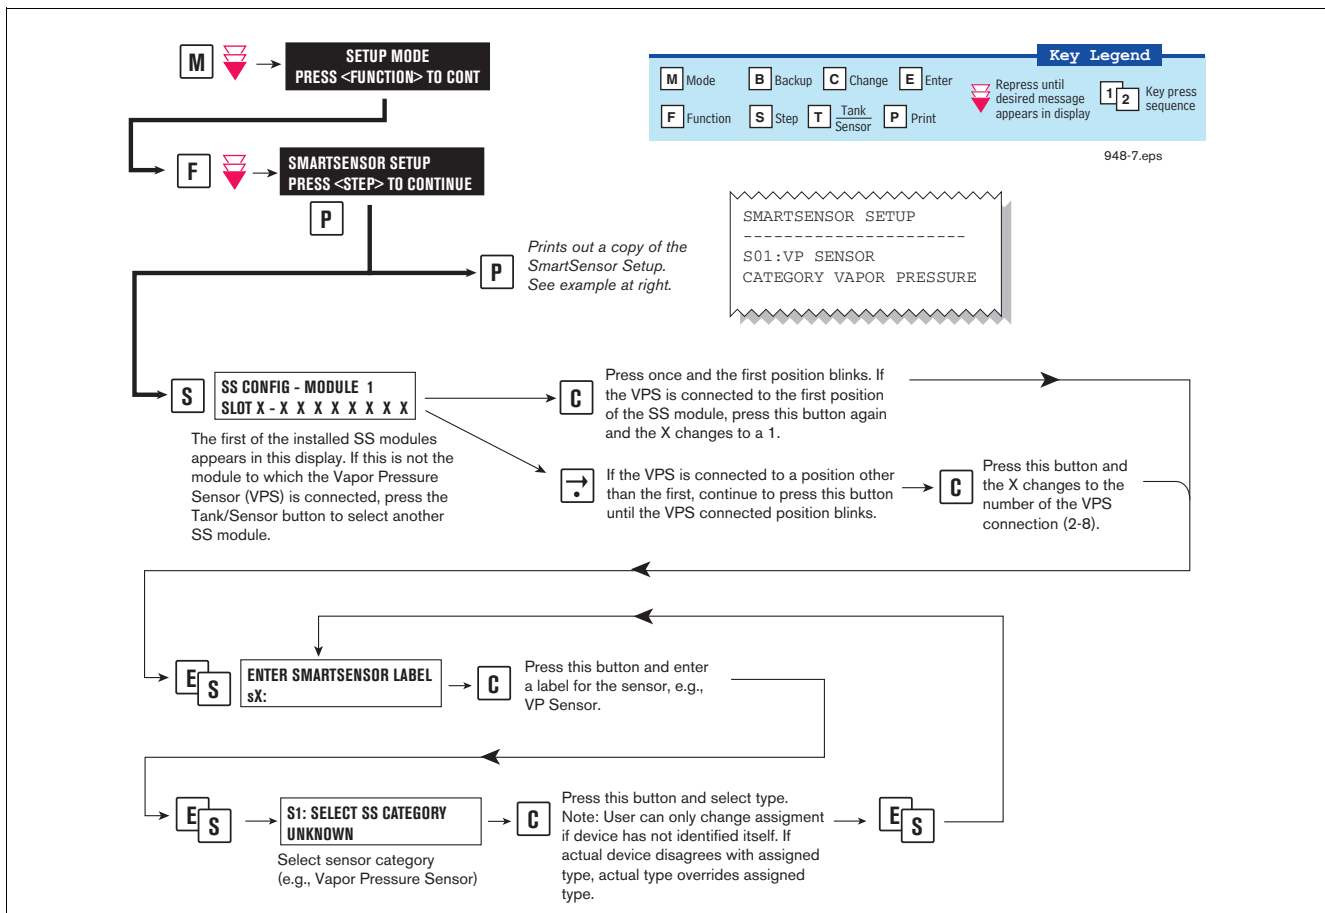 M
SETUP MODE
PRESS <FUNCTION> TO CONT
Key Legend
M Mode
B Backup
C Change
E Enter
Repress until
desired message
appears in display
1 2
Key press
sequence
F Function
S Step
T Tank
Sensor
P Print
948-7.eps
F
SMARTSENSOR SETUP
PRESS <STEP> TO CONTINUE
P
P
Prints out a copy of the
SmartSensor Setup.
See example at right.
SMARTSENSOR SETUP
----------------------
S01:VP SENSOR
CATEGORY VAPOR PRESSURE
S
SS CONFIG - MODULE 1
SLOT X - X X X X X X X X
The first of the installed SS modules
appears in this display. If this is not the
module to which the Vapor Pressure
Sensor (VPS) is connected, press the
Tank/Sensor button to select another
SS module.
C
Press once and the first position blinks. If
the VPS is connected to the first position
of the SS module, press this button again
and the X changes to a 1.
If the VPS is connected to a position other
than the first, continue to press this button
until the VPS connected position blinks.
C
Press this button and
the X changes to the
number of the VPS
connection (2-8).
E S
ENTER SMARTSENSOR LABEL
sX:
C
Press this button and enter
a label for the sensor, e.g.,
VP Sensor.
E S
S1: SELECT SS CATEGORY
UNKNOWN
Select sensor category
(e.g., Vapor Pressure Sensor)
C
Press this button and select type.
Note: User can only change assigment
if device has not identified itself. If
actual device disagrees with assigned
type, actual type overrides assigned
type.
E S